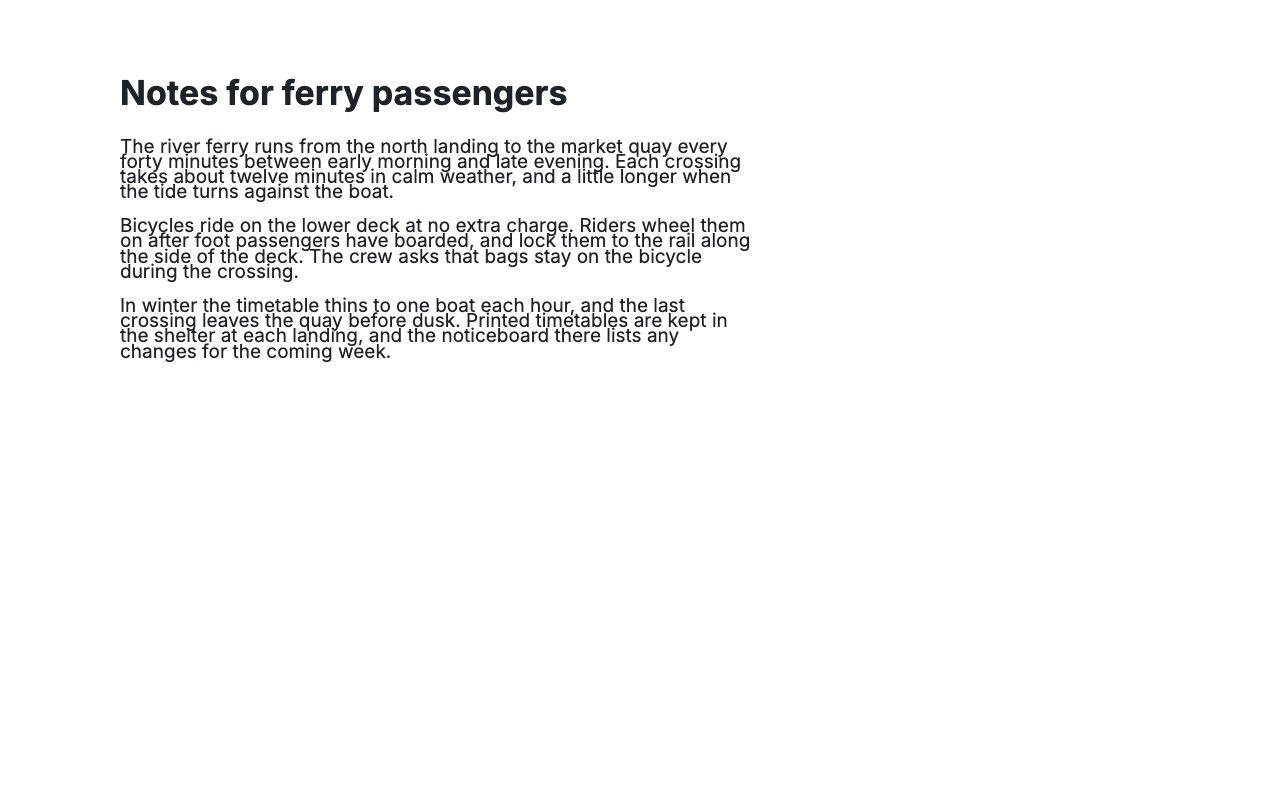 Notes for ferry passengers
The river ferry runs from the north landing to the market quay every
forty minutes between early morning and late evening. Each crossing
takes about twelve minutes in calm weather, and a little longer when
the tide turns against the boat.
Bicycles ride on the lower deck at no extra charge. Riders wheel them
on after foot passengers have boarded, and lock them to the rail along
the side of the deck. The crew asks that bags stay on the bicycle
during the crossing.
In winter the timetable thins to one boat each hour, and the last
crossing leaves the quay before dusk. Printed timetables are kept in
the shelter at each landing, and the noticeboard there lists any
changes for the coming week.